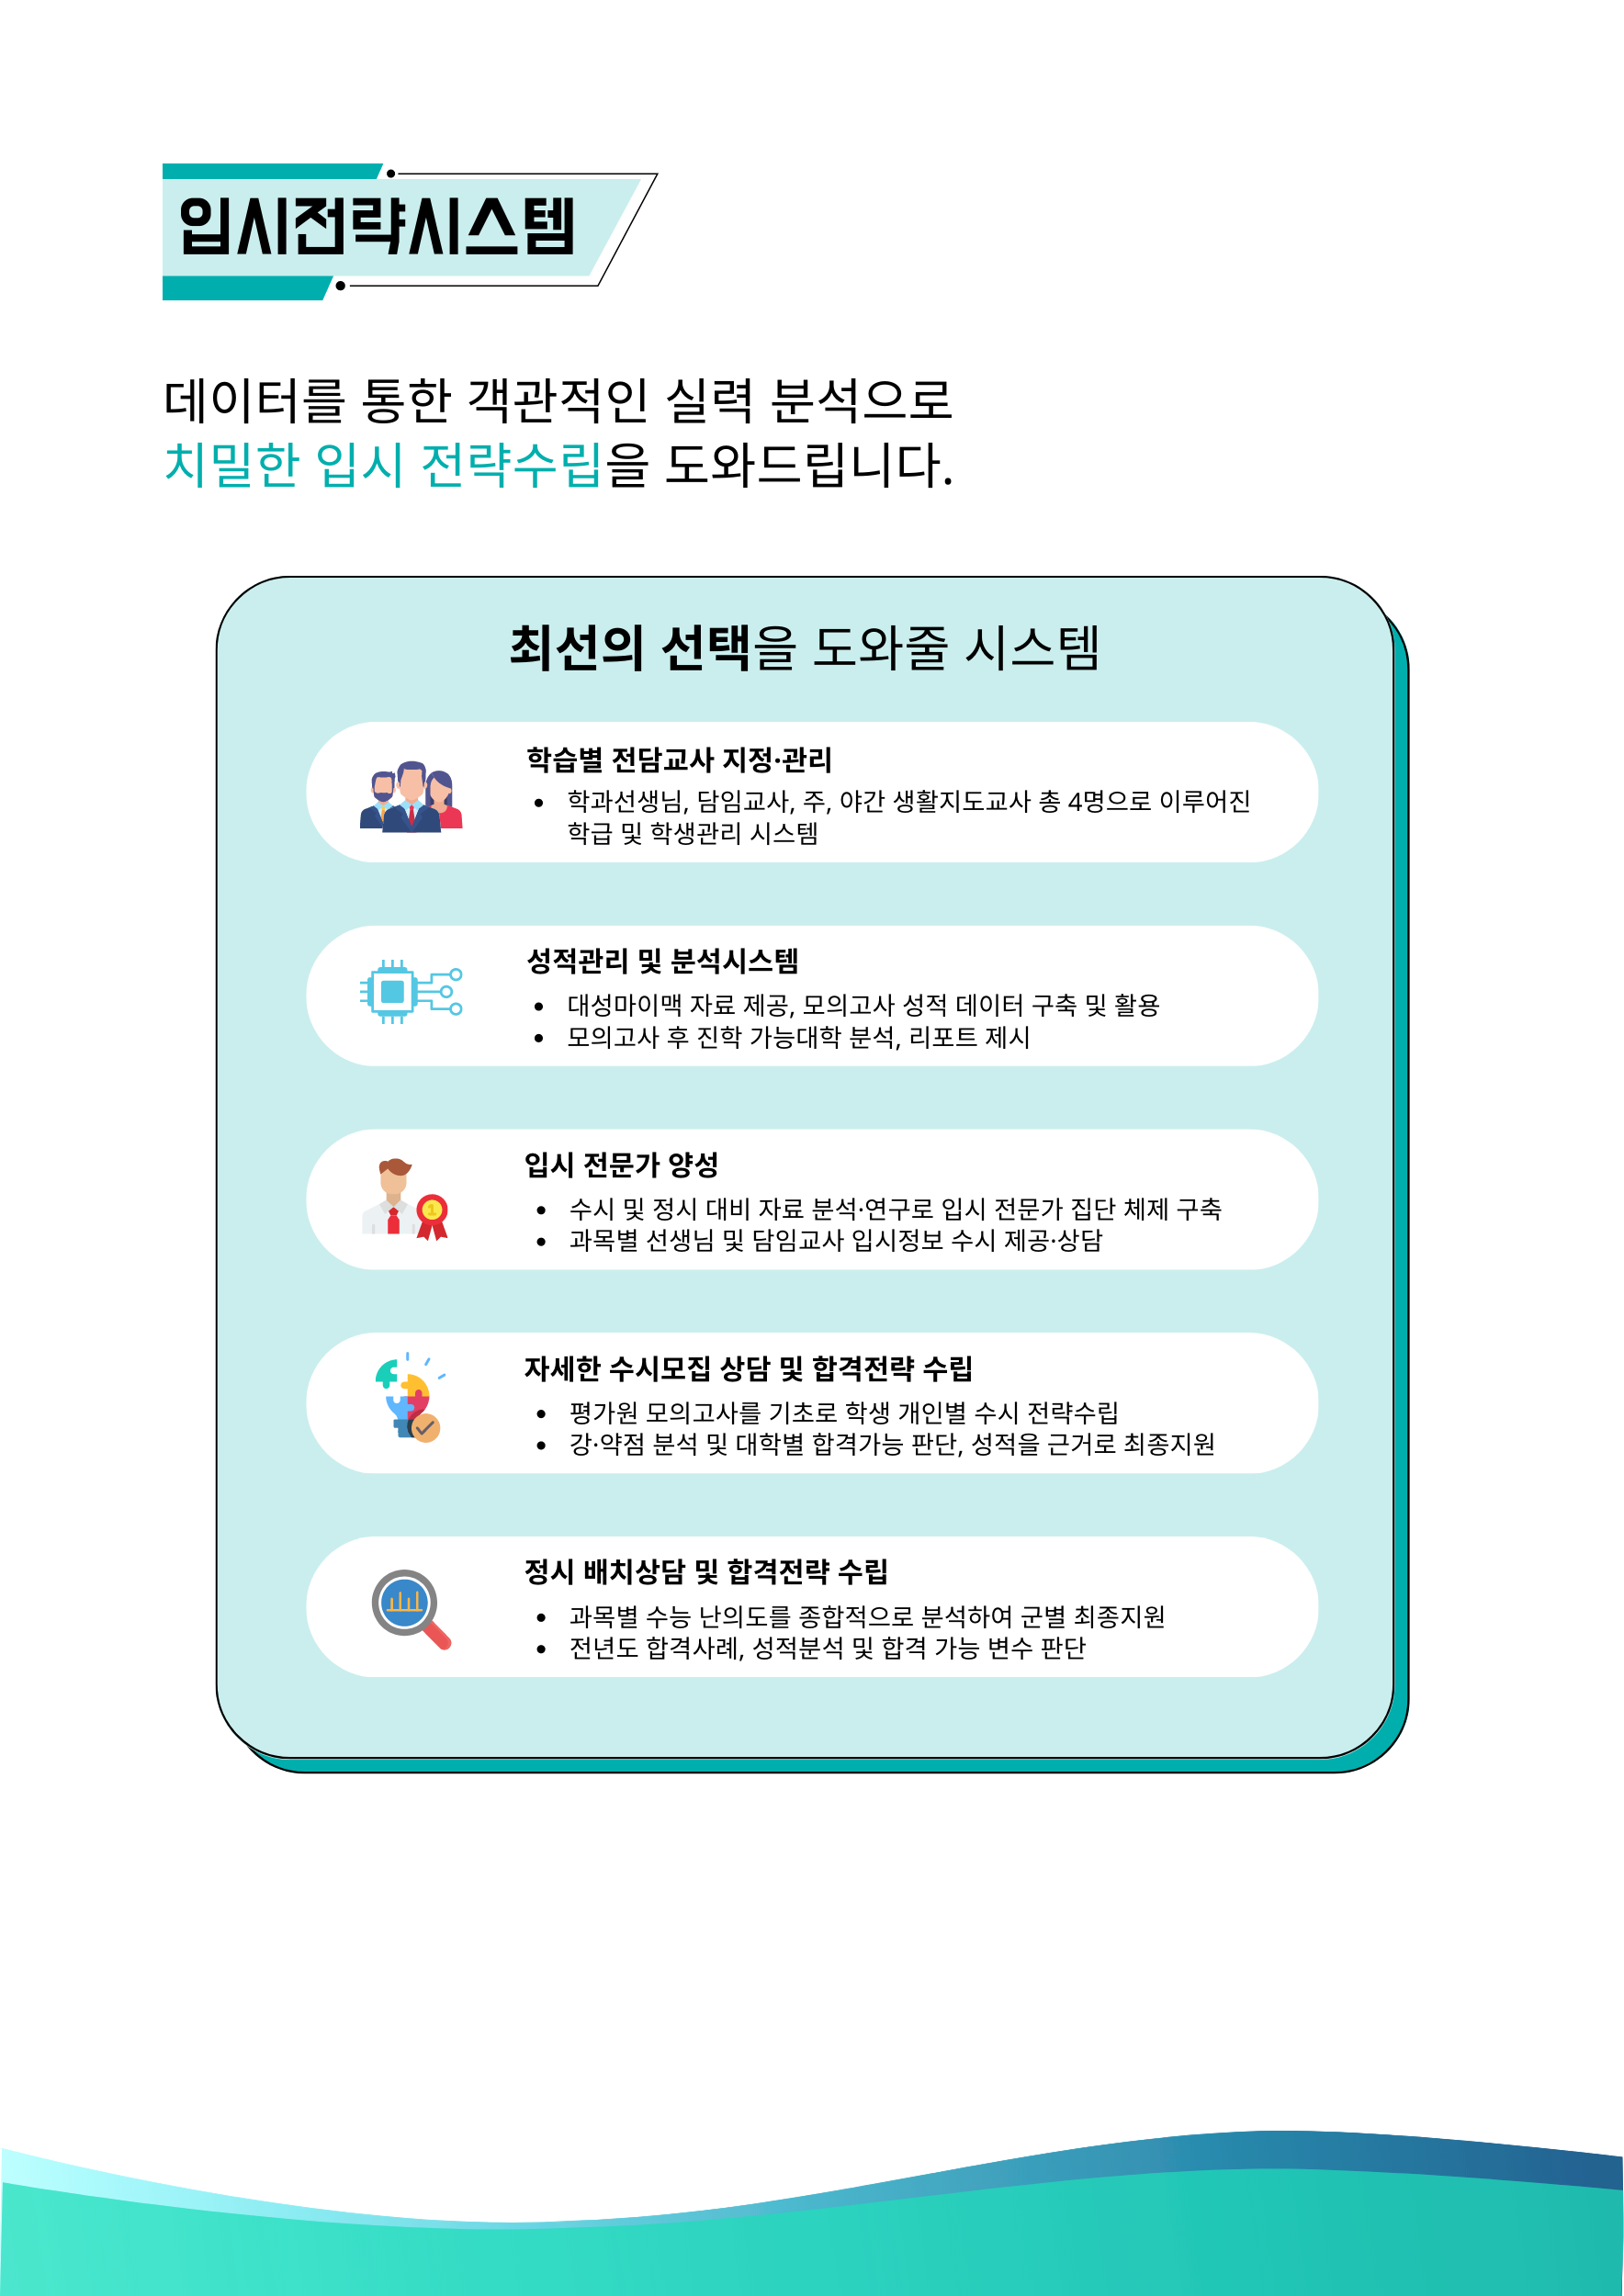 입시전략시스템
데이터를 통한 객관적인 실력 분석으로
치밀한 입시 전략수립을 도와드립니다.
최선의 선택을 도와줄 시스템
학습별 전담교사 지정·관리
• 학과선생님, 담임교사, 주, 야간 생활지도교사 총 4명으로 이루어진
학급 및 학생관리 시스템
성적관리 및 분석시스템
• 대성마이맥 자료 제공, 모의고사 성적 데이터 구축 및 활용
• 모의고사 후 진학 가능대학 분석, 리포트 제시
1
입시 전문가 양성
• 수시 및 정시 대비 자료 분석·연구로 입시 전문가 집단 체제 구축
• 과목별 선생님 및 담임교사 입시정보 수시 제공·상담
자세한 수시모집 상담 및 합격전략 수립
• 평가원 모의고사를 기초로 학생 개인별 수시 전략수립
• 강·약점 분석 및 대학별 합격가능 판단, 성적을 근거로 최종지원
정시 배치상담 및 합격전략 수립
• 과목별 수능 난의도를 종합적으로 분석하여 군별 최종지원
• 전년도 합격사례, 성적분석 및 합격 가능 변수 판단